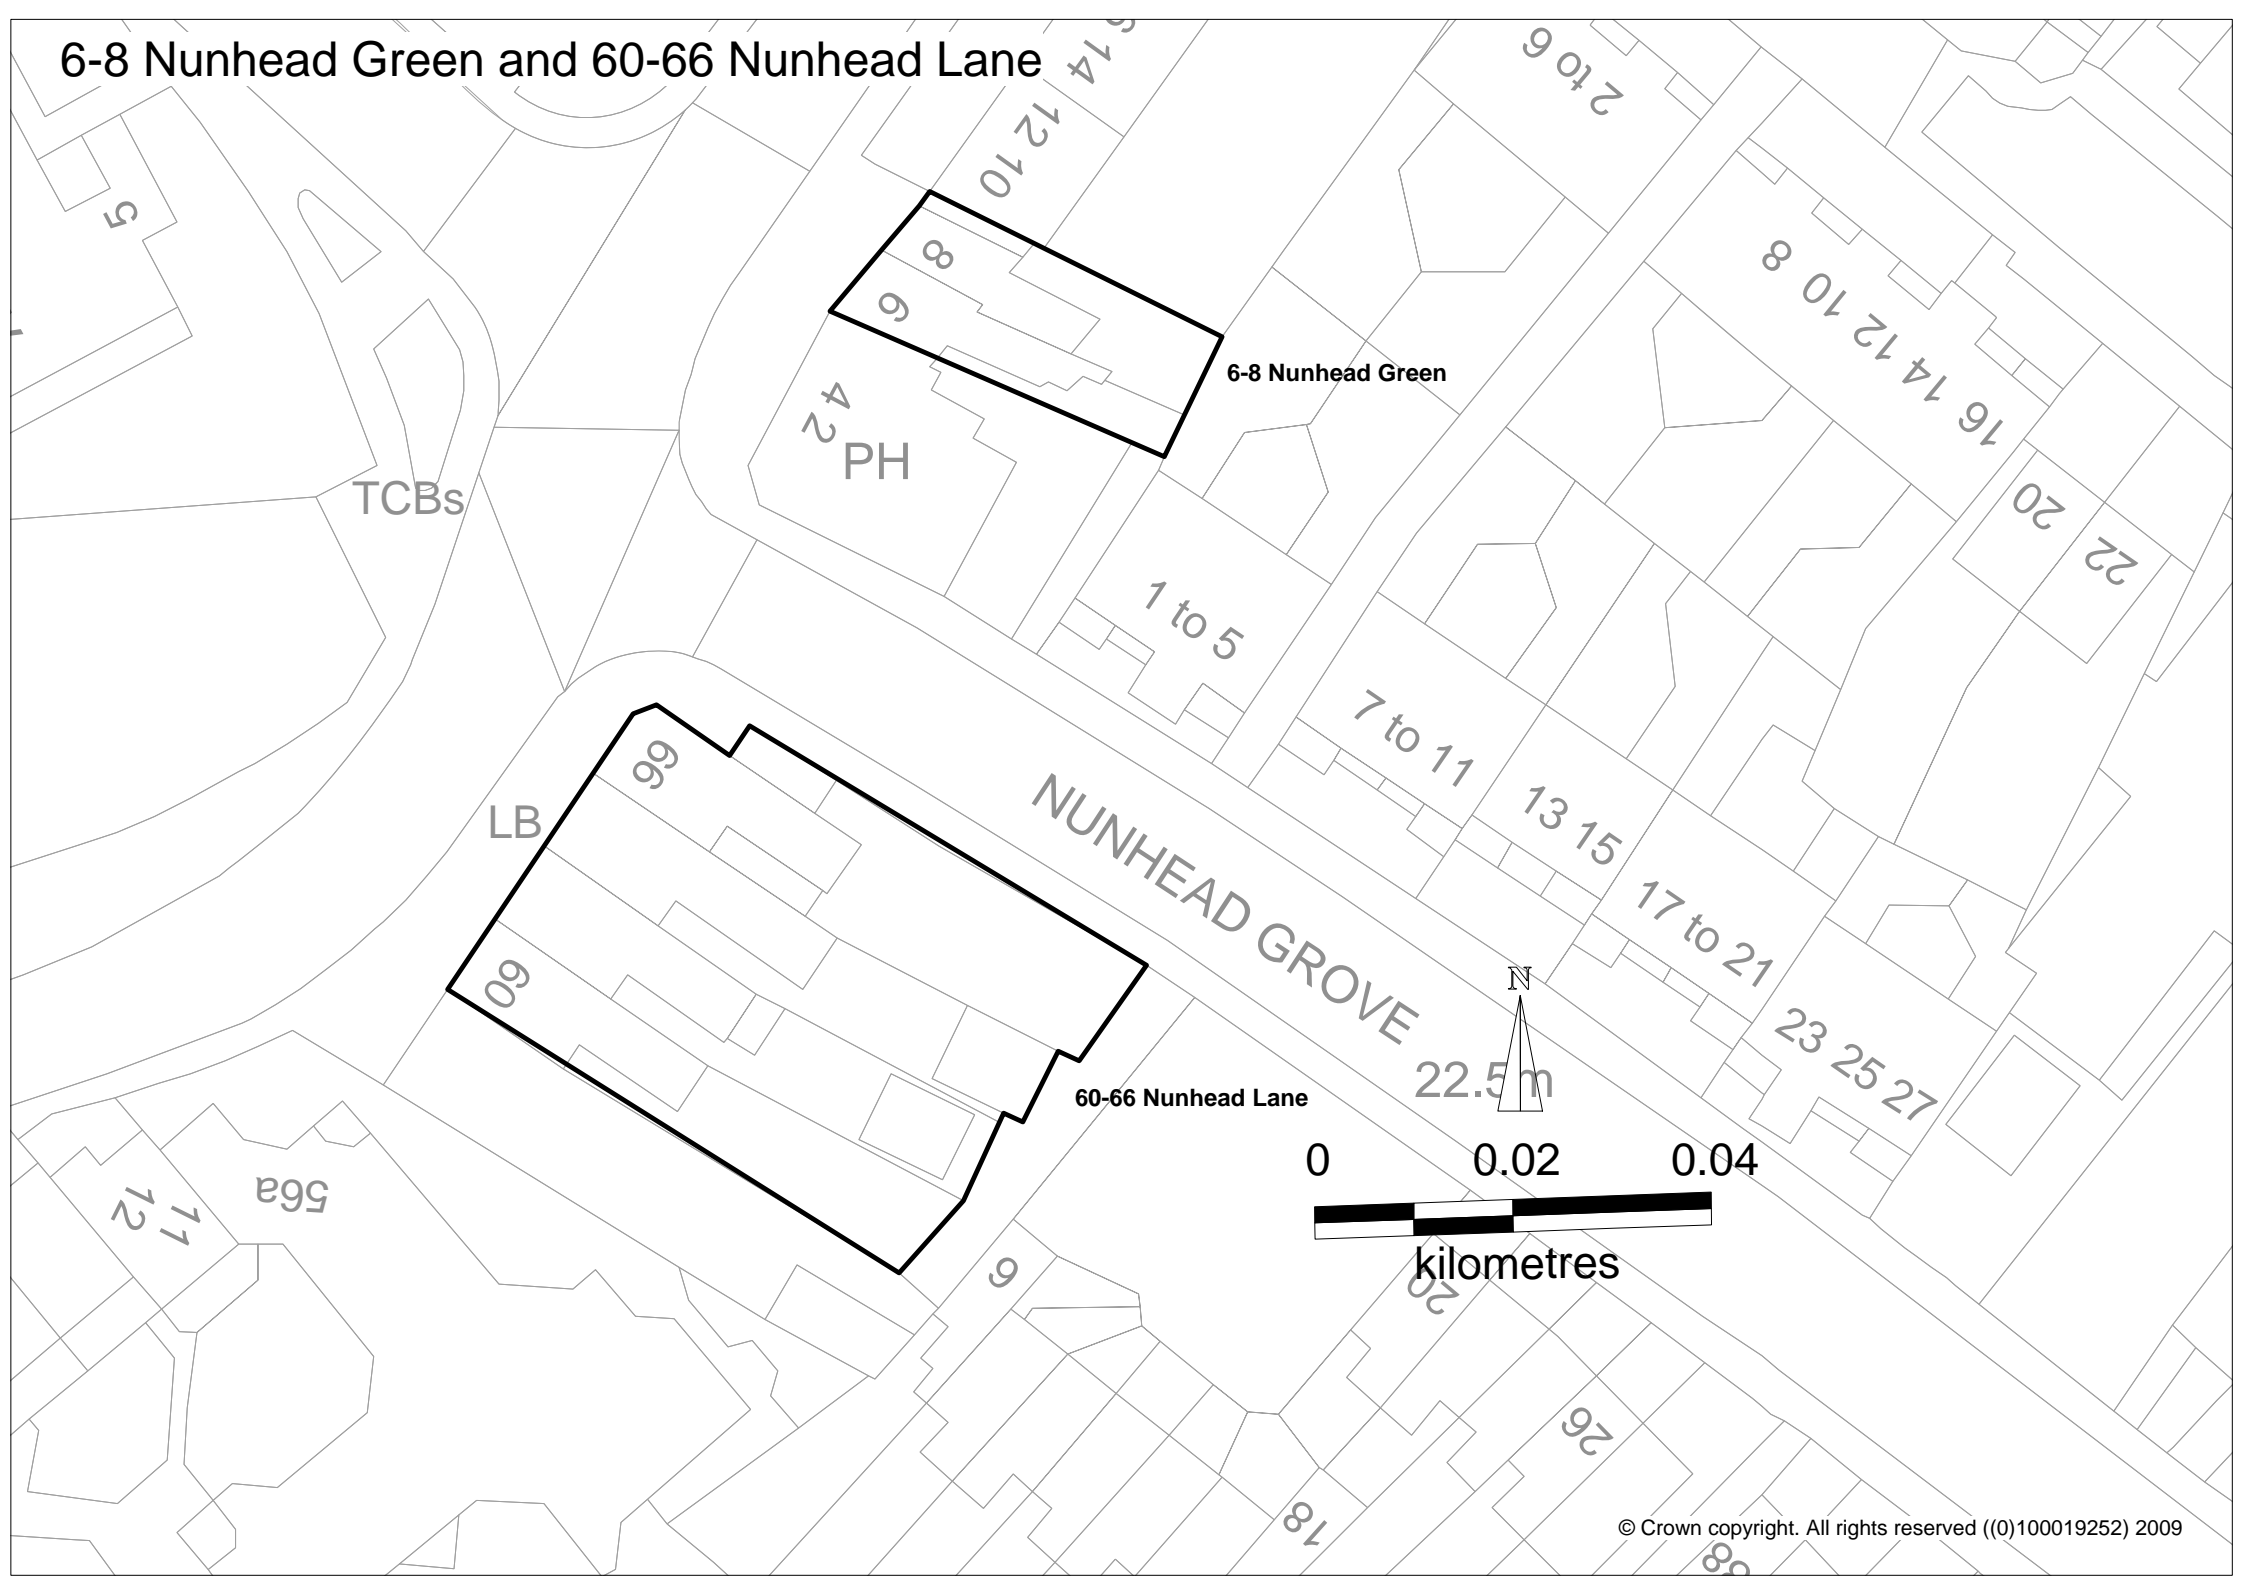 6-8 Nunhead Green and 60-66 Nunhead Lane
14
12
10
2 to 6
5
8
6
8
10
12
14
16
6-8 Nunhead Green
4
2
PH
TCBs
20
22
1 to 5
7 to 11
66
LB
NUNHEAD GROVE
13 15
17 to 21
60
N
23 25 27
22.5m
60-66 Nunhead Lane
0 0.02 0.04
kilometres
56a
11
12
6
20
26
18
© Crown copyright. All rights reserved ((0)100019252) 2009